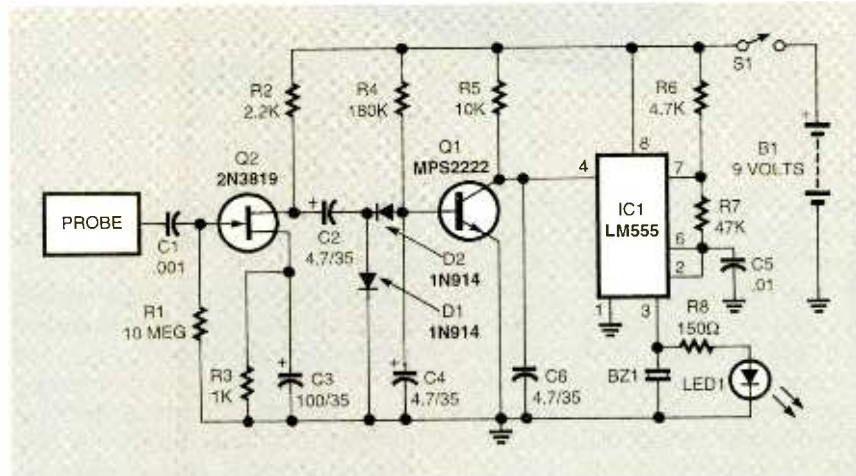 S1
R2
2.2K
R4
180K
R5
10K
R6
4.7K
B1
9 VOLTS
Q2
2N3819
Q1
MPS2222
PROBE
C1
.001
+
C2
4.7/35
D2
1N914
D1
1N914
4
8
7
IC1
LM555
6
2
1
3
R7
47K
C5
.01
R1
10 MEG
R3
1K
+
C3
100/35
+
C4
4.7/35
C6
4.7/35
BZ1
R8
150Ω
LED1
+